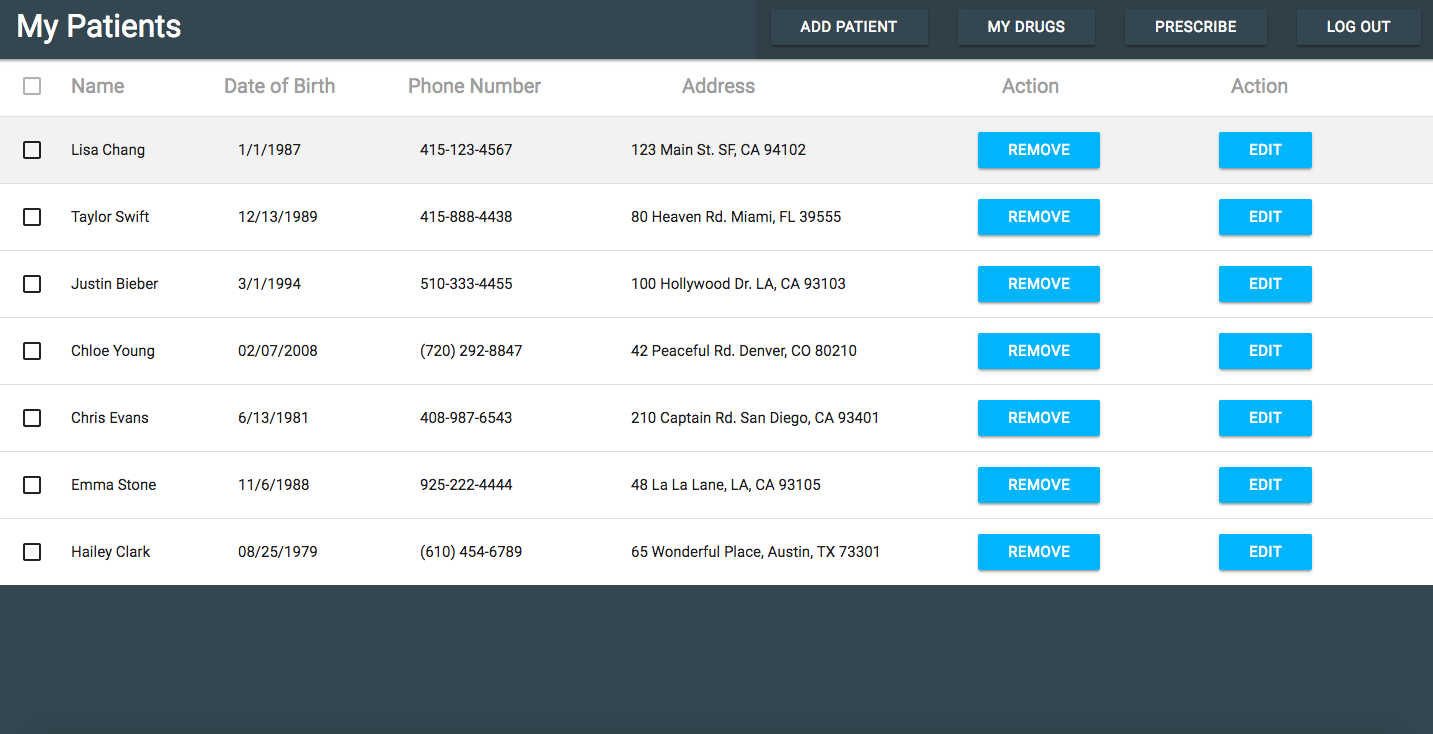 My Patients ADD PATIENT MY DRUGS PRESCRIBE LOG OUT
Name Date of Birth Phone Number Address Action Action
Lisa Chang 1/1/1987 415-123-4567 123 Main St. SF, CA 94102 REMOVE EDIT
Taylor Swift 12/13/1989 415-888-4438 80 Heaven Rd. Miami, FL 39555 REMOVE EDIT
Justin Bieber 3/1/1994 510-333-4455 100 Hollywood Dr. LA, CA 93103 REMOVE EDIT
Chloe Young 02/07/2008 (720) 292-8847 42 Peaceful Rd. Denver, CO 80210 REMOVE EDIT
Chris Evans 6/13/1981 408-987-6543 210 Captain Rd. San Diego, CA 93401 REMOVE EDIT
Emma Stone 11/6/1988 925-222-4444 48 La La Lane, LA, CA 93105 REMOVE EDIT
Hailey Clark 08/25/1979 (610) 454-6789 65 Wonderful Place, Austin, TX 73301 REMOVE EDIT